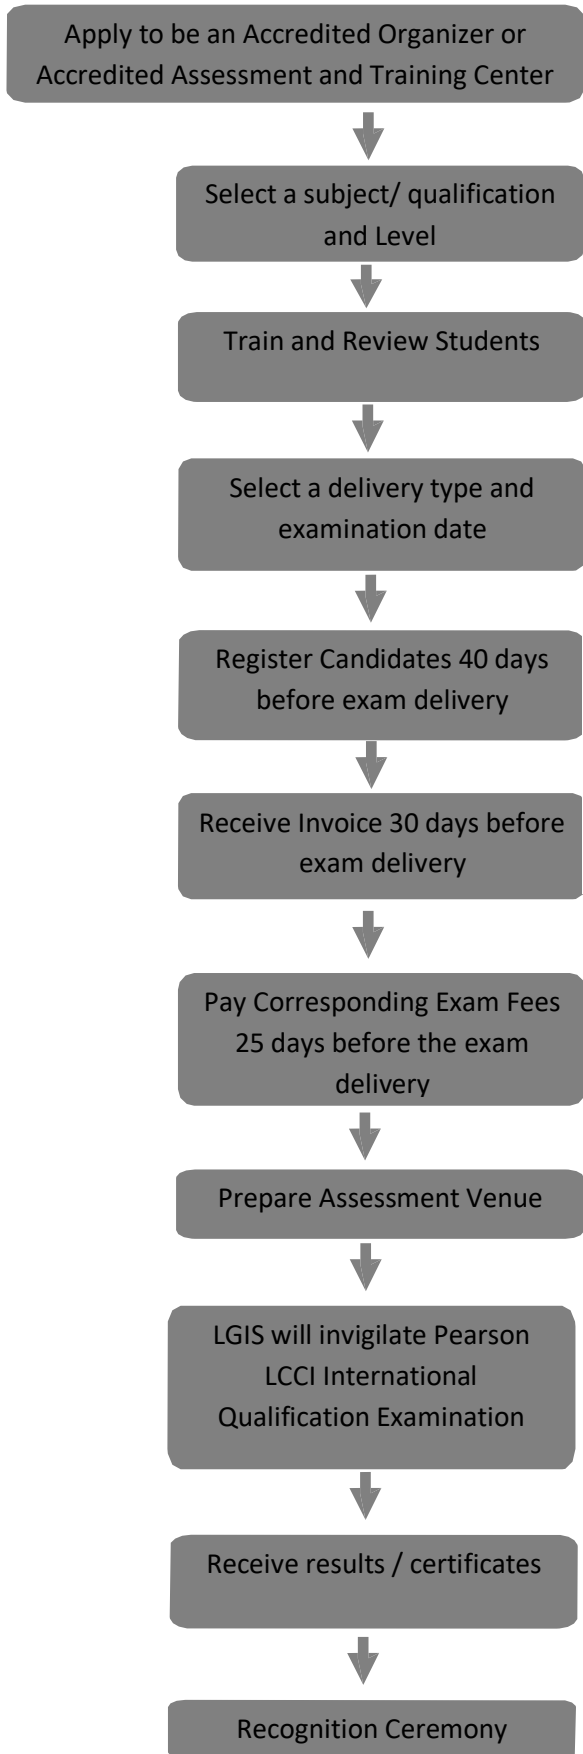 Apply to be an Accredited Organizer or
Accredited Assessment and Training Center
Select a subject/ qualification
and Level
Train and Review Students
Select a delivery type and
examination date
Register Candidates 40 days
before exam delivery
Receive Invoice 30 days before
exam delivery
Pay Corresponding Exam Fees
25 days before the exam
delivery
Prepare Assessment Venue
LGIS will invigilate Pearson
LCCI International
Qualification Examination
Receive results / certificates
Recognition Ceremony